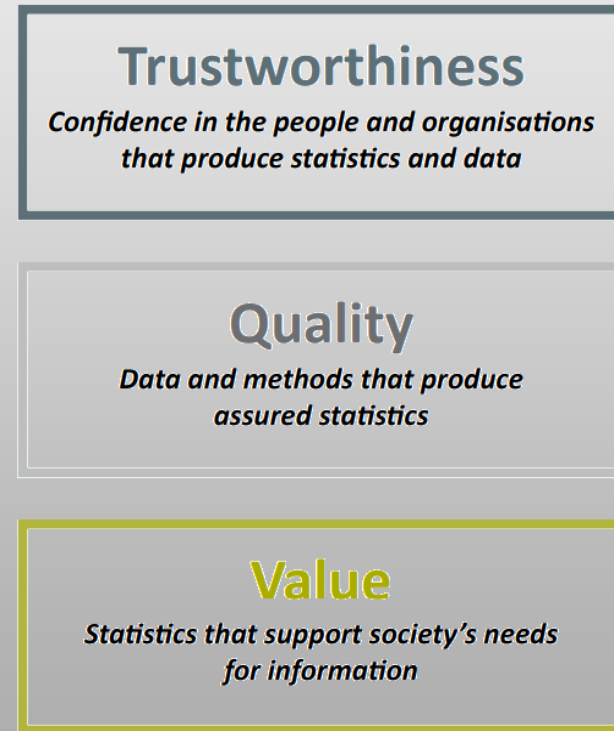 Trustworthiness
Confidence in the people and organisations
that produce statistics and data
Quality
Data and methods that produce
assured statistics
Value
Statistics that support society’s needs
for information